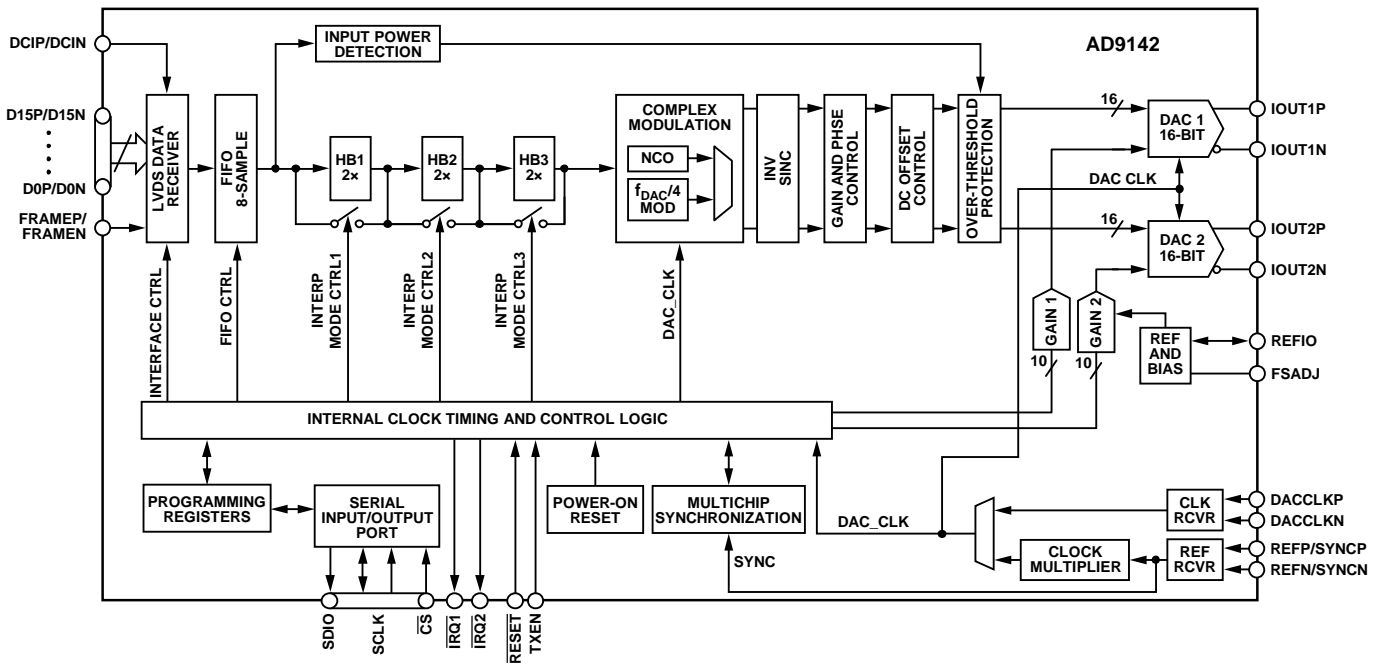 AD9142
DCIP/DCIN
INPUT POWER
DETECTION
D15P/D15N
D0P/D0N
FRAMEP/
FRAMEN
LVDS DATA
RECEIVER
FIFO
8-SAMPLE
HB1
2×
HB2
2×
HB3
2×
COMPLEX
MODULATION
NCO
fDAC/4
MOD
INV
SINC
GAIN AND PHSE
CONTROL
DC OFFSET
CONTROL
OVER-THRESHOLD
PROTECTION
16
DAC 1
16-BIT
IOUT1P
IOUT1N
DAC CLK
16
DAC 2
16-BIT
IOUT2P
IOUT2N
INTERFACE CTRL
FIFO CTRL
INTERP
MODE CTRL1
INTERP
MODE CTRL2
INTERP
MODE CTRL3
DAC_CLK
GAIN 1
10
GAIN 2
10
REF
AND
BIAS
REFIO
FSADJ
INTERNAL CLOCK TIMING AND CONTROL LOGIC
PROGRAMMING
REGISTERS
SERIAL
INPUT/OUTPUT
PORT
POWER-ON
RESET
MULTICHIP
SYNCHRONIZATION
DAC_CLK
SYNC
CLOCK
MULTIPLIER
CLK
RCVR
REF
RCVR
DACCLKP
DACCLKN
REFP/SYNCP
REFN/SYNCN
SDIO
SCLK
CS
IRQ1
IRQ2
RESET
TXEN